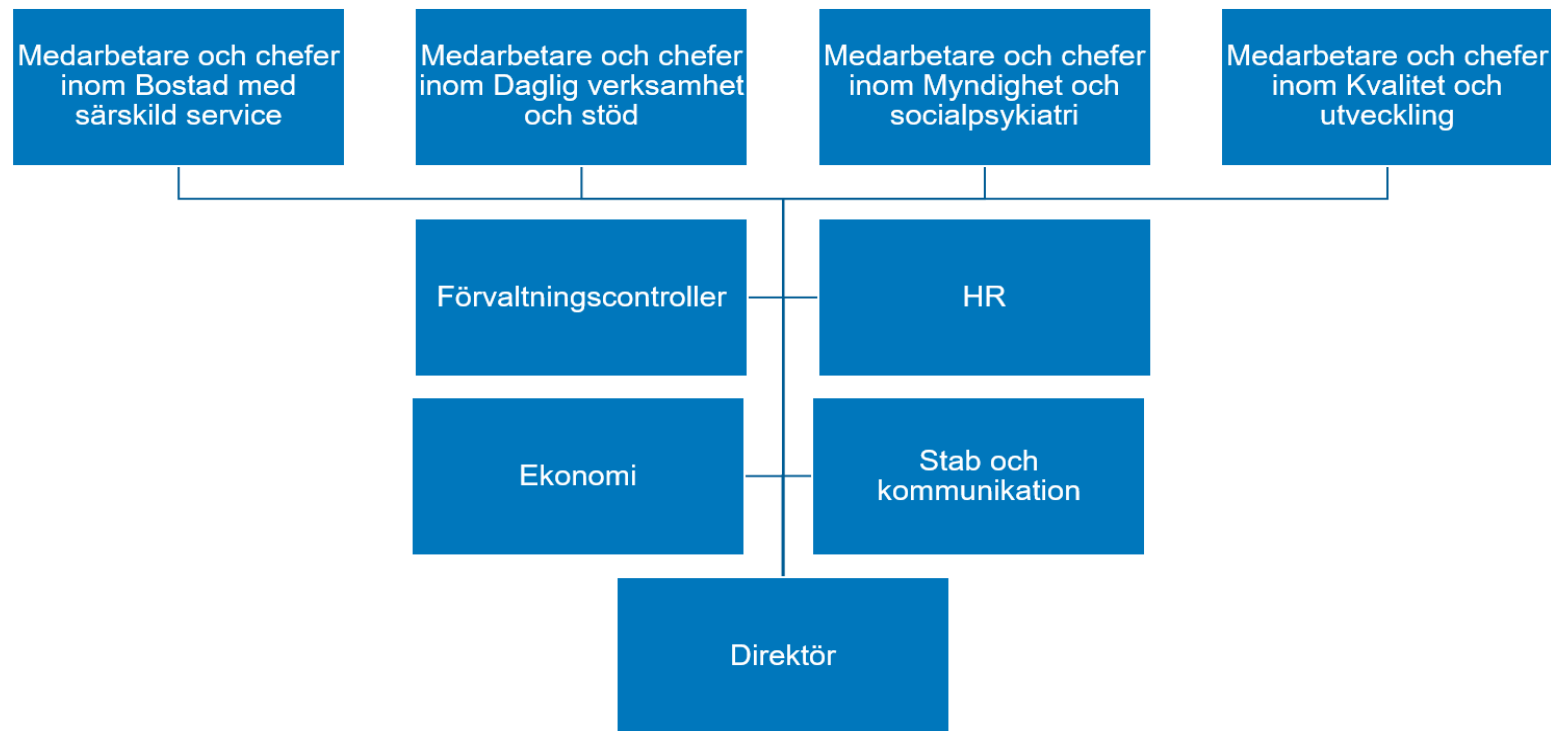 Medarbetare och chefer
inom Bostad med
särskild service
Medarbetare och chefer
inom Daglig verksamhet
och stöd
Medarbetare och chefer
inom Myndighet och
socialpsykiatri
Medarbetare och chefer
inom Kvalitet och
utveckling
Förvaltningscontroller
HR
Ekonomi
Stab och
kommunikation
Direktör